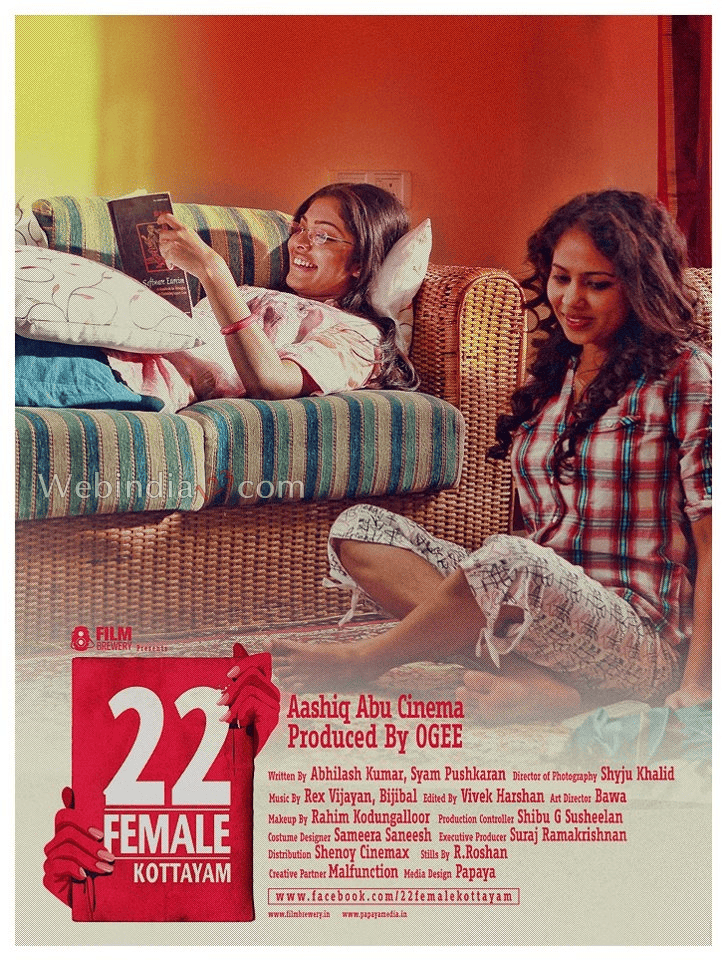 Software Exorcism
Webindia com
8 FILM
BREWERY Presents
22
FEMALE
KOTTAYAM
Aashiq Abu Cinema
Produced By OGEE
Written By Abhilash Kumar, Syam Pushkaran Director of Photography Shyju Khalid
Music By Rex Vijayan, Bijibal Edited By Vivek Harshan Art Director Bawa
Makeup By Rahim Kodungalloor Production Controller Shibu G Susheelan
Costume Designer Sameera Saneesh Executive Producer Suraj Ramakrishnan
Distribution Shenoy Cinemax Stills By R.Roshan
Creative Partner Malfunction Media Design Papaya
www.facebook.com/22femalekottayam
www.filmbrewery.in www.papayamedia.in